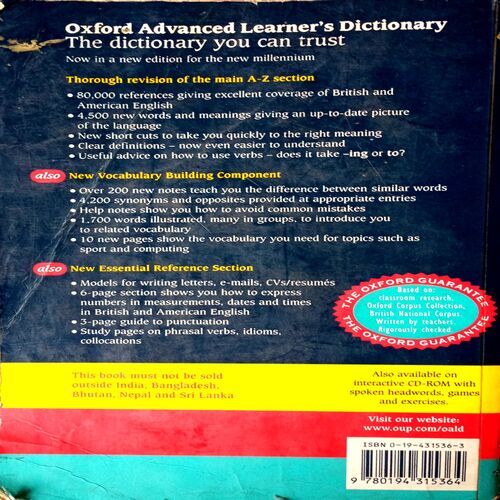 Oxford Advanced Learner's Dictionary
The dictionary you can trust
Now in a new edition for the new millennium
Thorough revision of the main A-Z section
• 80,000 references giving excellent coverage of British and
American English
• 4,500 new words and meanings giving an up-to-date picture
of the language
• New short cuts to take you quickly to the right meaning
• Clear definitions – now even easier to understand
• Useful advice on how to use verbs – does it take –ing or to?
also New Vocabulary Building Component
• Over 200 new notes teach you the difference between similar words
• 4,200 synonyms and opposites provided at appropriate entries
• Help notes show you how to avoid common mistakes
• 1,700 words illustrated, many in groups, to introduce you
to related vocabulary
• 10 new pages show the vocabulary you need for topics such as
sport and computing
also New Essential Reference Section
• Models for writing letters, e-mails, CVs/resumés
• 6-page section shows you how to express
numbers in measurements, dates and times
in British and American English
• 3-page guide to punctuation
• Study pages on phrasal verbs, idioms,
collocations
THE OXFORD GUARANTEE
Based on:
classroom research,
Oxford Corpus Collection,
British National Corpus.
Written by teachers.
Rigorously checked.
THE OXFORD GUARANTEE
This book must not be sold
outside India, Bangladesh,
Bhutan, Nepal and Sri Lanka
Also available on
interactive CD-ROM with
spoken headwords, games
and exercises.
Visit our website:
www.oup.com/oald
ISBN 0-19-431536-3
9 780194 315364